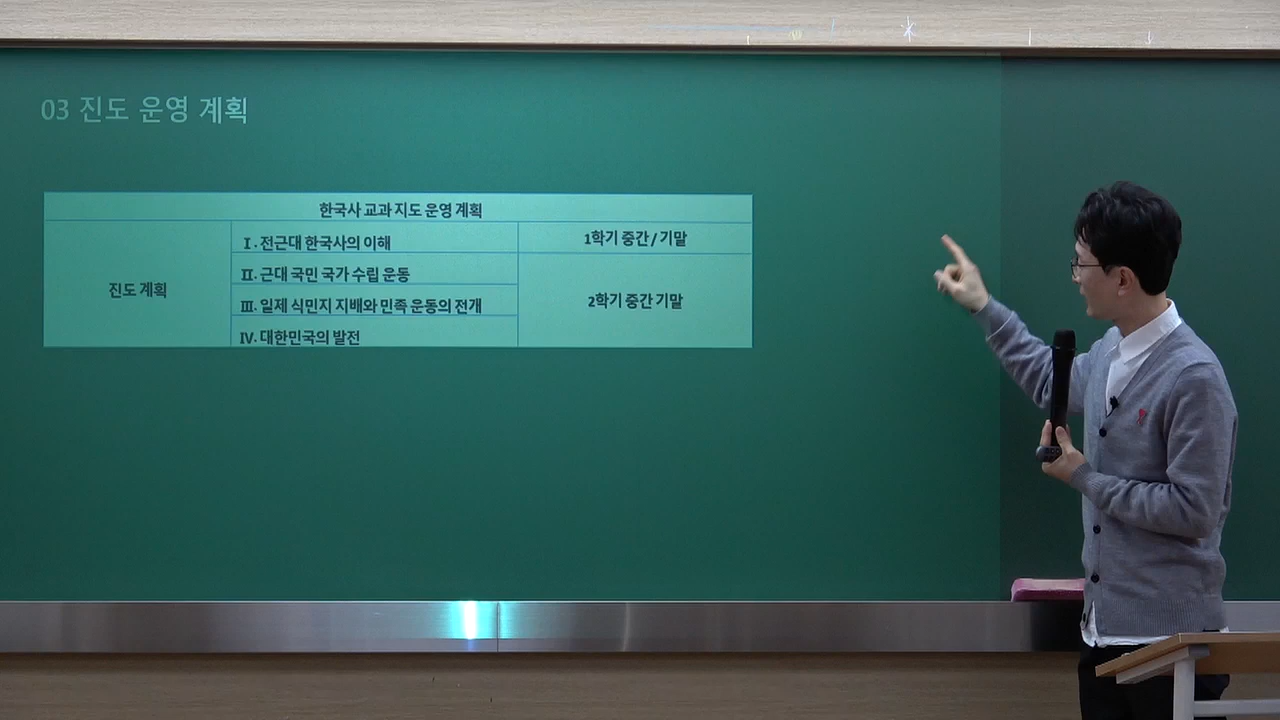 03 진도 운영 계획
한국사 교과 지도 운영 계획
진도 계획
Ⅰ. 전근대 한국사의 이해
1학기 중간 / 기말
Ⅱ. 근대 국민 국가 수립 운동
Ⅲ. 일제 식민지 지배와 민족 운동의 전개
2학기 중간 기말
Ⅳ. 대한민국의 발전